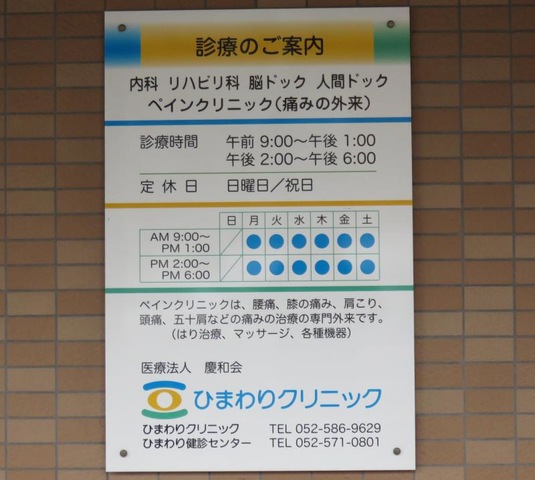 診療のご案内
内科 リハビリ科 脳ドック 人間ドック
ペインクリニック(痛みの外来)
診療時間 午前 9:00～午後 1:00
午後 2:00～午後 6:00
定休日 日曜日／祝日
日 月 火 水 木 金 土
AM 9:00～
PM 1:00 ／ ● ● ● ● ● ●
PM 2:00～
PM 6:00 ／ ● ● ● ● ● ●
ペインクリニックは、腰痛、膝の痛み、肩こり、
頭痛、五十肩などの痛みの治療の専門外来です。
(はり治療、マッサージ、各種機器)
医療法人 慶和会
ひまわりクリニック
ひまわりクリニック TEL 052-586-9629
ひまわり健診センター TEL 052-571-0801